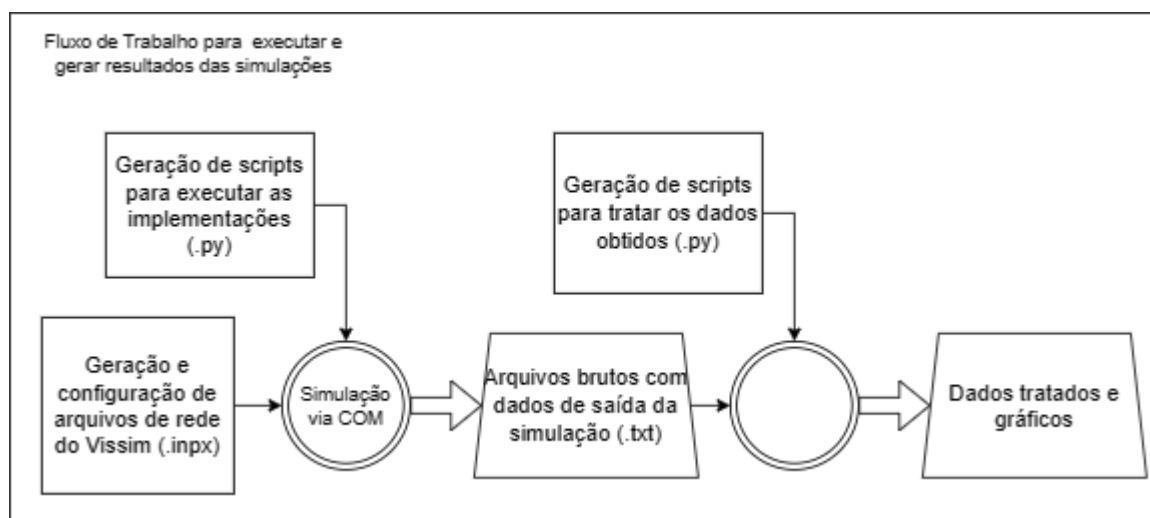 Fluxo de Trabalho para executar e
gerar resultados das simulações
Geração de scripts
para executar as
implementações
(.py)
Geração de scripts
para tratar os dados
obtidos (.py)
Geração e
configuração de
arquivos de rede
do Vissim (.inpx)
Simulação
via COM
Arquivos brutos com
dados de saída da
simulação (.txt)
Dados tratados e
gráficos